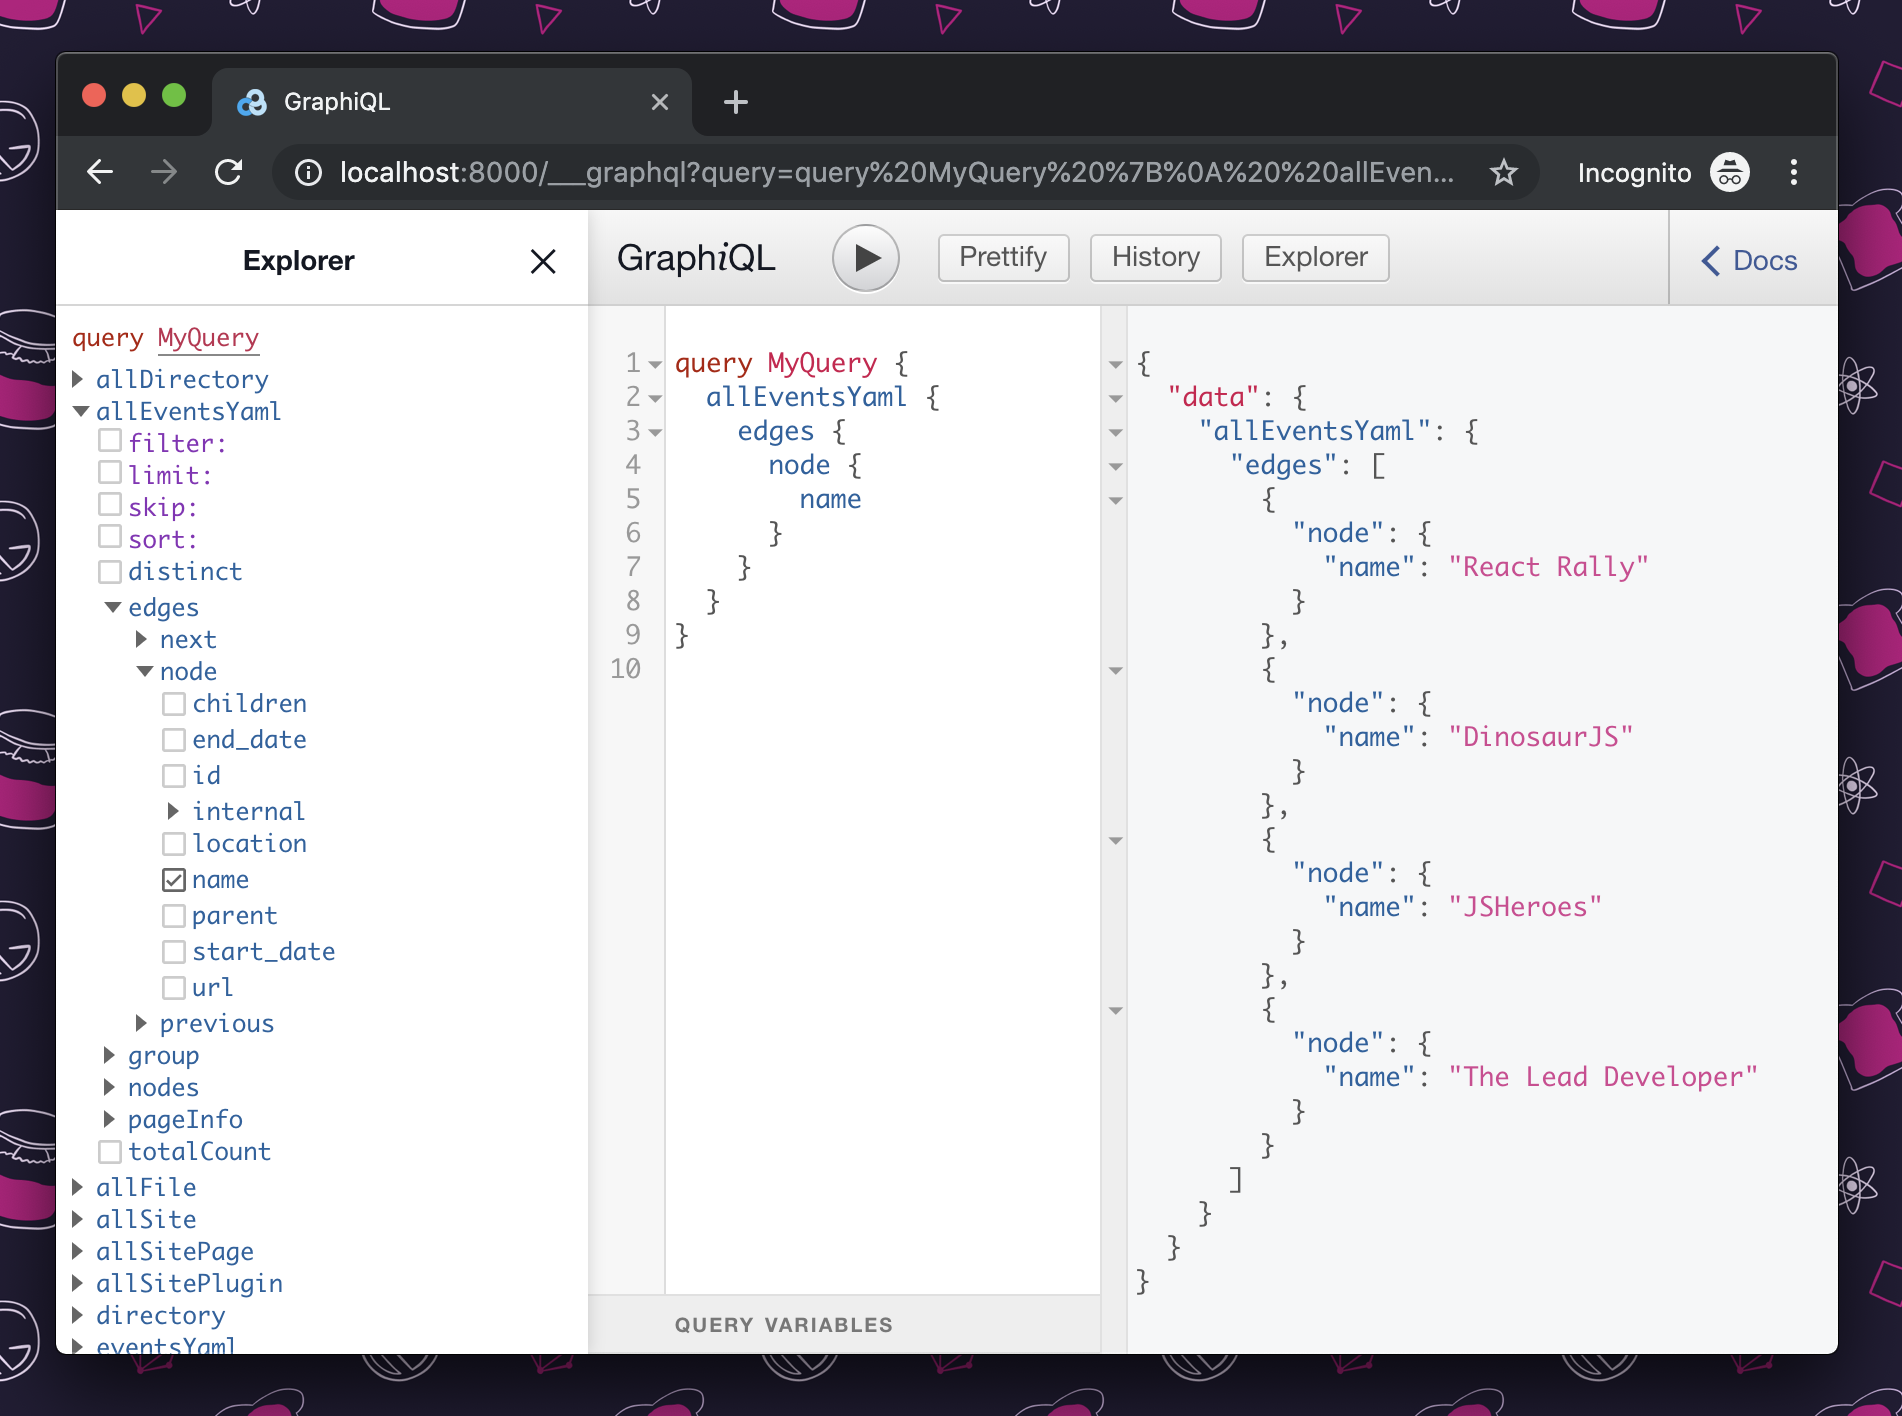 GraphiQL
localhost:8000/___graphql?query=query%20MyQuery%20%7B%0A%20%20allEven...
Incognito
Explorer
query MyQuery
allDirectory
allEventsYaml
filter:
limit:
skip:
sort:
distinct
edges
next
node
children
end_date
id
internal
location
name
parent
start_date
url
previous
group
nodes
pageInfo
totalCount
allFile
allSite
allSitePage
allSitePlugin
directory
eventsYaml
GraphiQL
Prettify
History
Explorer
Docs
1 query MyQuery {
2 allEventsYaml {
3 edges {
4 node {
5 name
6 }
7 }
8 }
9 }
10
QUERY VARIABLES
{
"data": {
"allEventsYaml": {
"edges": [
{
"node": {
"name": "React Rally"
}
},
{
"node": {
"name": "DinosaurJS"
}
},
{
"node": {
"name": "JSHeroes"
}
},
{
"node": {
"name": "The Lead Developer"
}
}
]
}
}
}